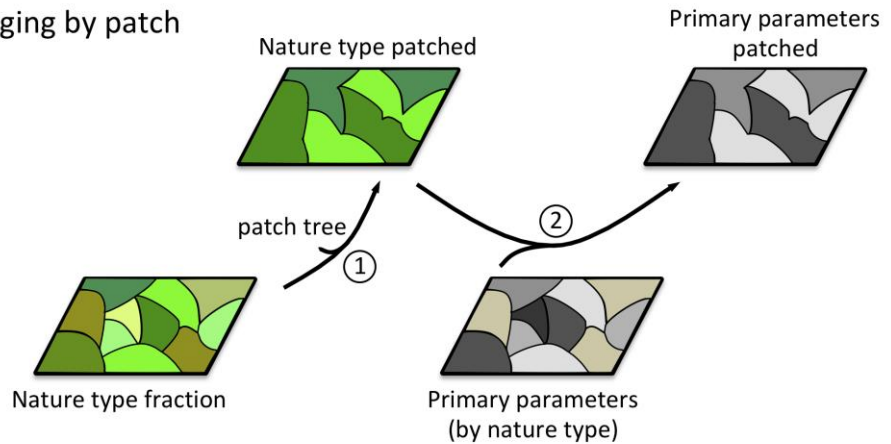 ging by patch
Nature type patched
Primary parameters
patched
patch tree
1
2
Nature type fraction
Primary parameters
(by nature type)